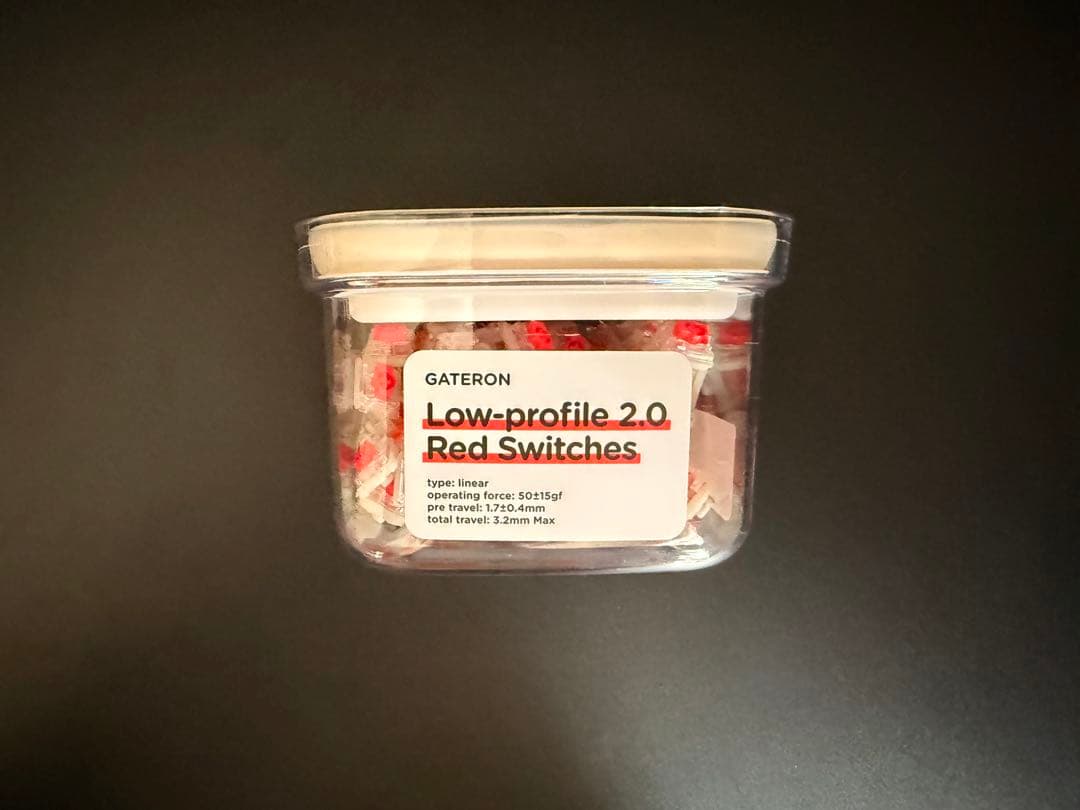 GATERON
Low-profile 2.0
Red Switches
type: linear
operating force: 50±15gf
pre travel: 1.7±0.4mm
total travel: 3.2mm Max